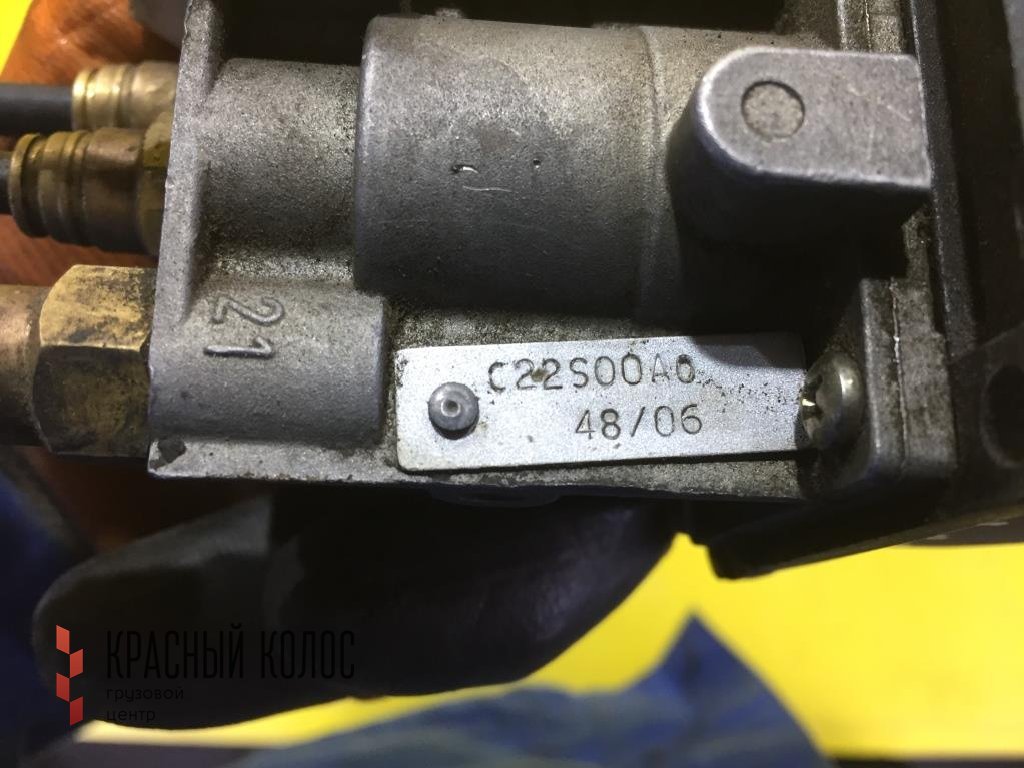 21
C22S00A0
48/06
КРАСНЫЙ КОЛОС
грузовой
центр